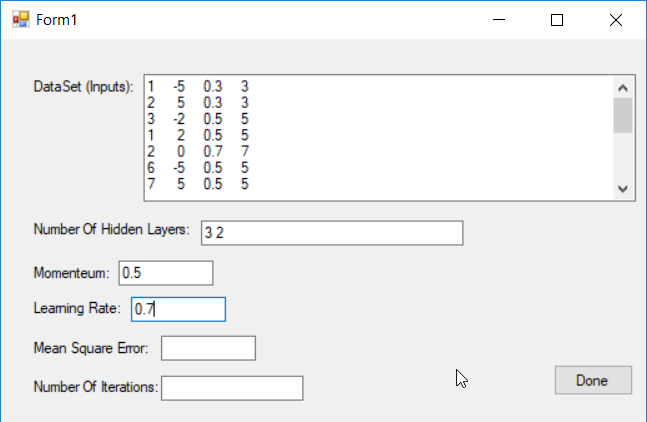 Form1
DataSet (Inputs):
1 -5 0.3 3
2 5 0.3 3
3 -2 0.5 5
1 2 0.5 5
2 0 0.7 7
6 -5 0.5 5
7 5 0.5 5
Number Of Hidden Layers: 3 2
Momenteum: 0.5
Learning Rate: 0.7
Mean Square Error:
Number Of Iterations:
Done